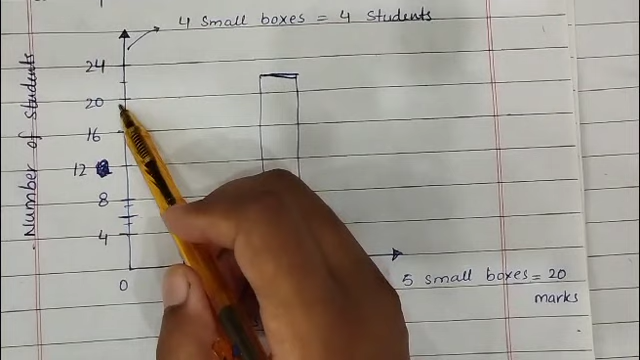 4 small boxes = 4 students
Number of students
24
20
16
12
8
4
0
5 small boxes = 20
marks